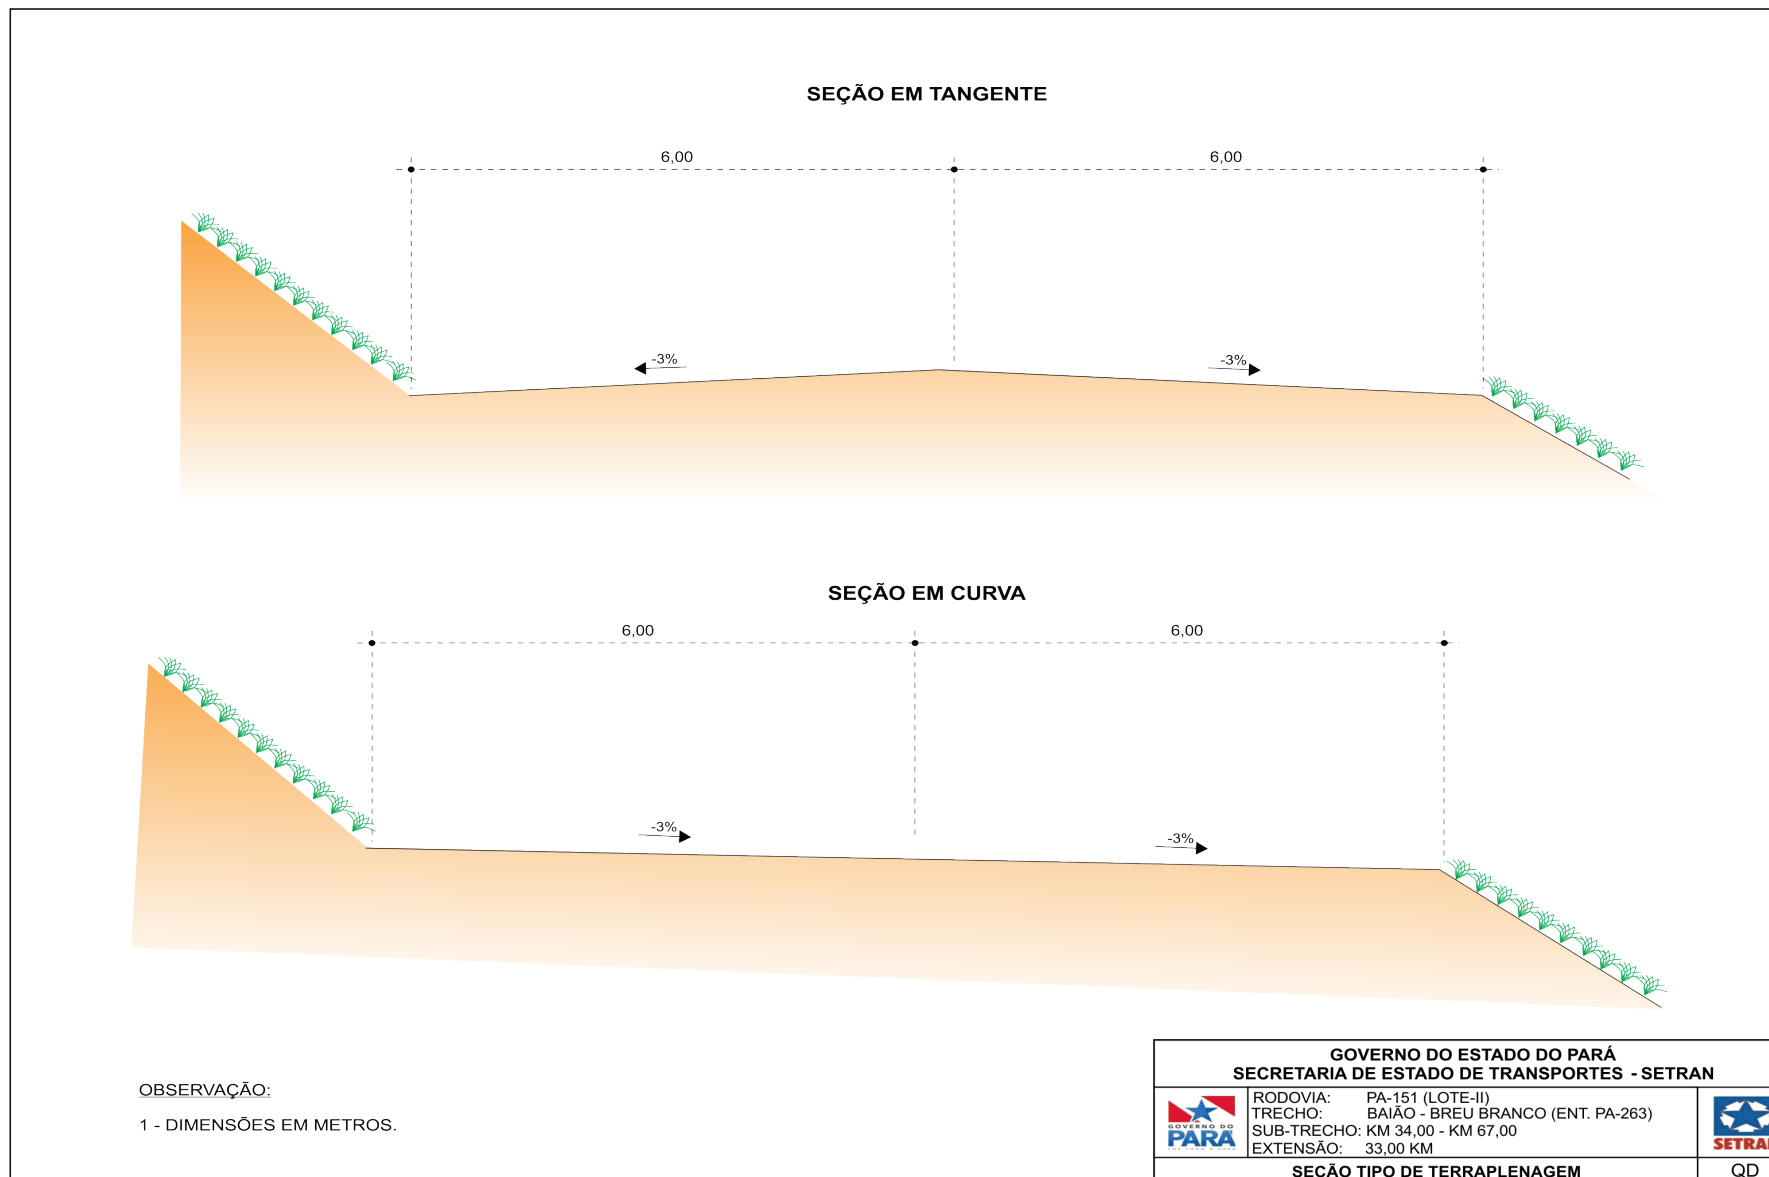 SEÇÃO EM TANGENTE
6,00 6,00
-3% -3%
SEÇÃO EM CURVA
6,00 6,00
-3% -3%
OBSERVAÇÃO:
1 - DIMENSÕES EM METROS.
GOVERNO DO ESTADO DO PARÁ
SECRETARIA DE ESTADO DE TRANSPORTES - SETRAN
GOVERNO DO
PARÁ
RODOVIA: PA-151 (LOTE-II)
TRECHO: BAIÃO - BREU BRANCO (ENT. PA-263)
SUB-TRECHO: KM 34,00 - KM 67,00
EXTENSÃO: 33,00 KM
SETRAN
SEÇÃO TIPO DE TERRAPLENAGEM
QD